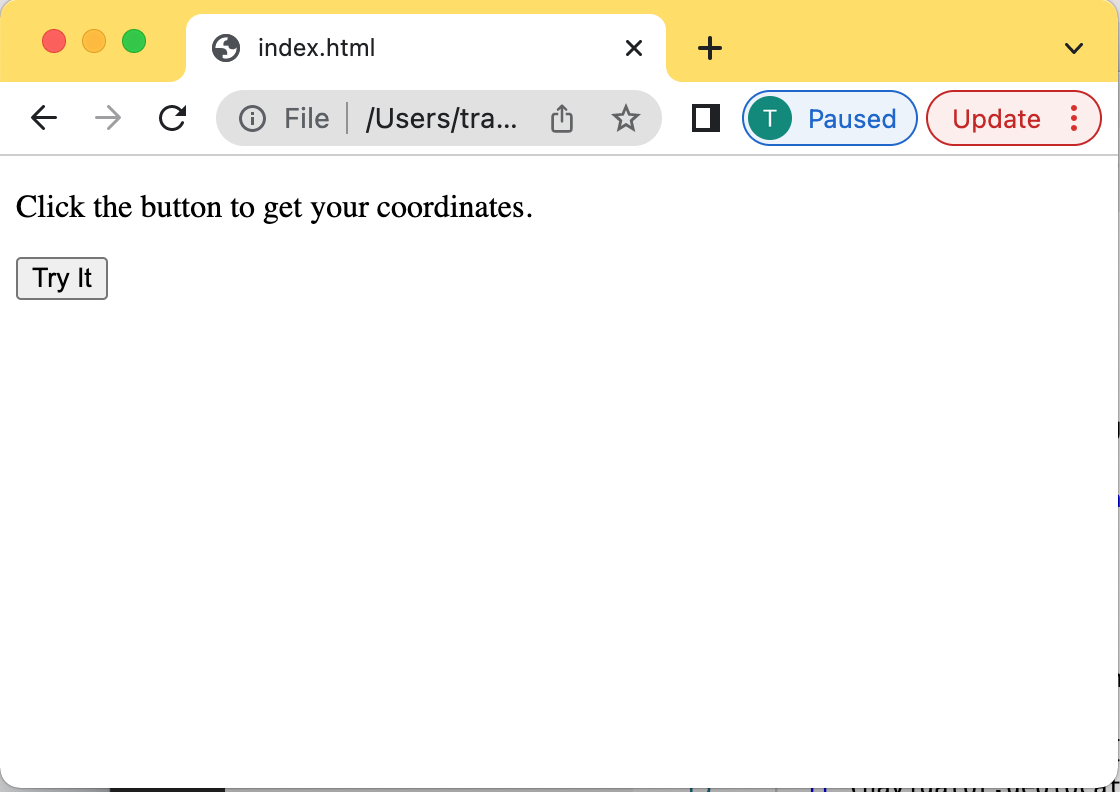 index.html
File /Users/tra...
T Paused
Update
Click the button to get your coordinates.
Try It